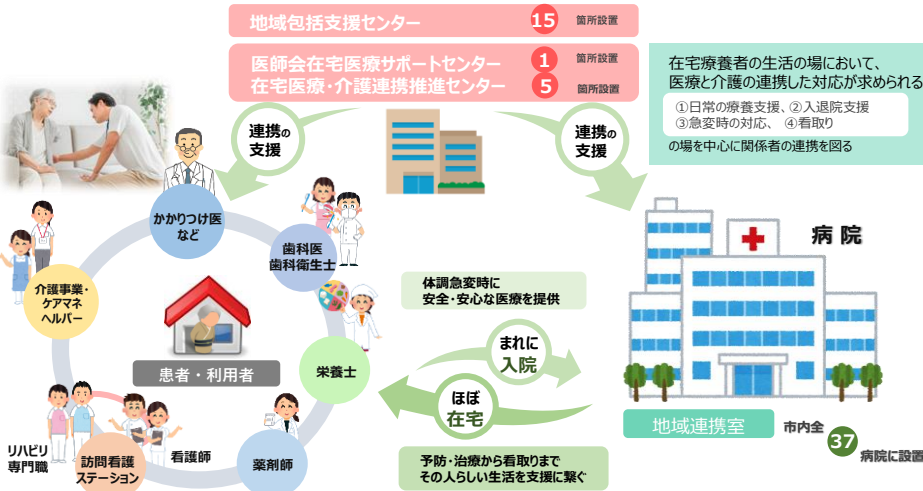 地域包括支援センター 15 箇所設置
医師会在宅医療サポートセンター 1 箇所設置
在宅医療・介護連携推進センター 5 箇所設置
連携の
支援
連携の
支援
在宅療養者の生活の場において、
医療と介護の連携した対応が求められる
①日常の療養支援、②入退院支援
③急変時の対応、 ④看取り
の場を中心に関係者の連携を図る
かかりつけ医
など
歯科医
歯科衛生士
介護事業・
ケアマネ
ヘルパー
患者・利用者
栄養士
リハビリ
専門職
訪問看護
ステーション
看護師
薬剤師
体調急変時に
安全・安心な医療を提供
まれに
入院
ほぼ
在宅
予防・治療から看取りまで
その人らしい生活を支援に繋ぐ
病院
地域連携室
市内全
37
病院に設置